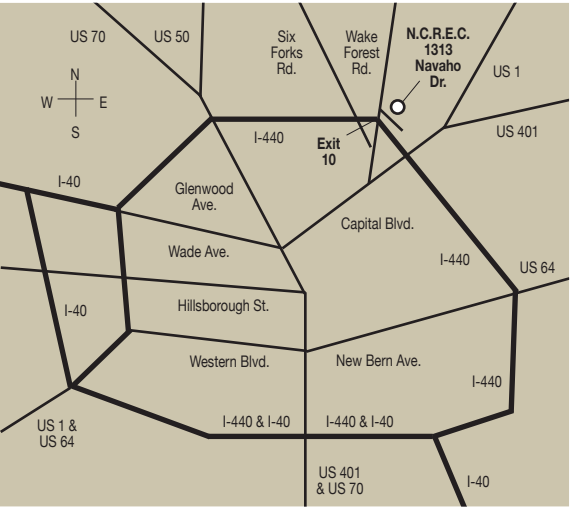 US 70
US 50
Six
Forks
Rd.
Wake
Forest
Rd.
N.C.R.E.C.
1313
Navaho
Dr.
US 1
N
W
E
S
US 401
I-440
Exit
10
I-40
Glenwood
Ave.
Capital Blvd.
Wade Ave.
I-440
US 64
I-40
Hillsborough St.
Western Blvd.
New Bern Ave.
I-440
US 1 &
US 64
I-440 & I-40
I-440 & I-40
US 401
& US 70
I-40